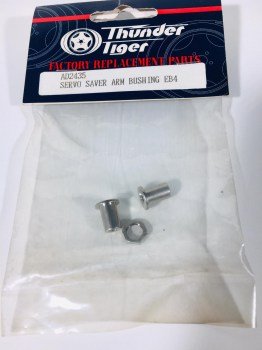 Thunder
Tiger
FACTORY REPLACEMENT PARTS
AD2435
SERVO SAVER ARM BUSHING EB4